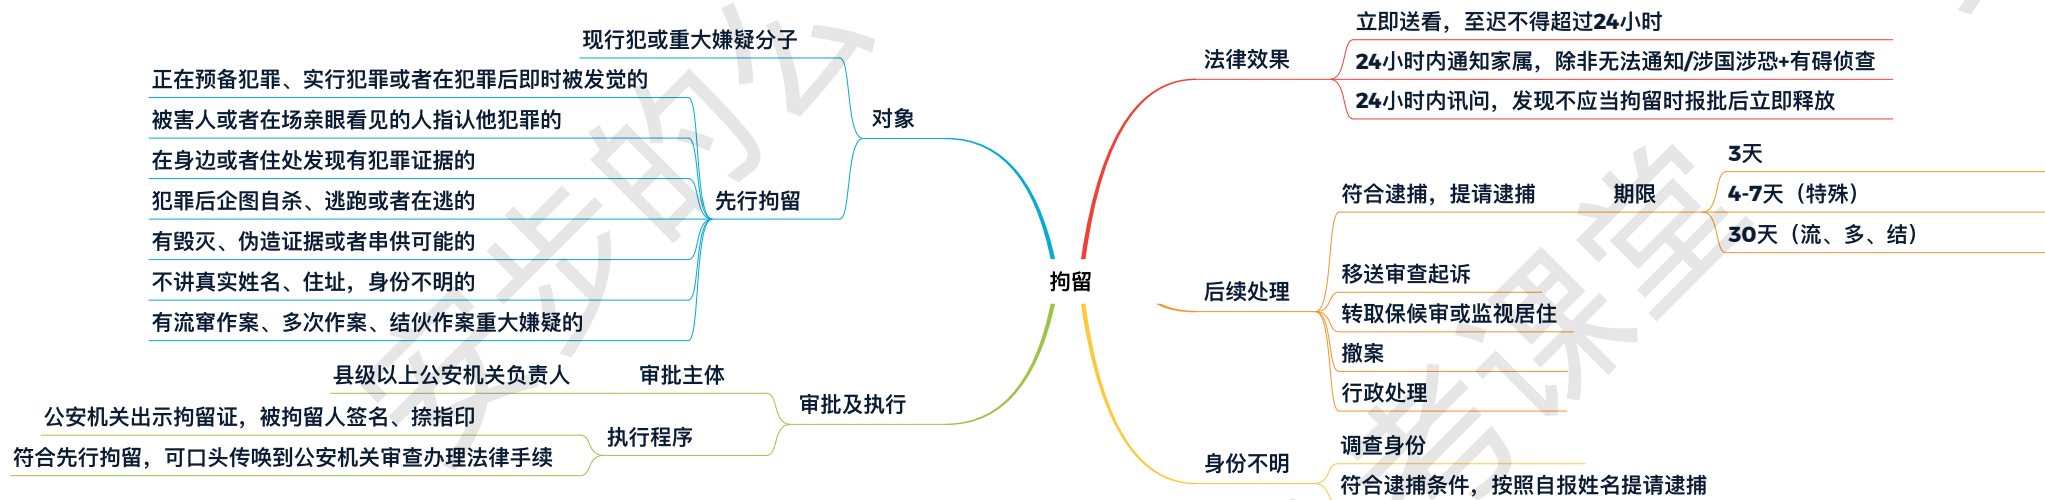 拘留
对象
现行犯或重大嫌疑分子
先行拘留
正在预备犯罪、实行犯罪或者在犯罪后即时被发觉的
被害人或者在场亲眼看见的人指认他犯罪的
在身边或者住处发现有犯罪证据的
犯罪后企图自杀、逃跑或者在逃的
有毁灭、伪造证据或者串供可能的
不讲真实姓名、住址，身份不明的
有流窜作案、多次作案、结伙作案重大嫌疑的
审批及执行
审批主体
县级以上公安机关负责人
执行程序
公安机关出示拘留证，被拘留人签名、捺指印
符合先行拘留，可口头传唤到公安机关审查办理法律手续
法律效果
立即送看，至迟不得超过24小时
24小时内通知家属，除非无法通知/涉国涉恐+有碍侦查
24小时内讯问，发现不应当拘留时报批后立即释放
后续处理
符合逮捕，提请逮捕
期限
3天
4-7天（特殊）
30天（流、多、结）
移送审查起诉
转取保候审或监视居住
撤案
行政处理
身份不明
调查身份
符合逮捕条件，按照自报姓名提请逮捕
安步的公
考课堂